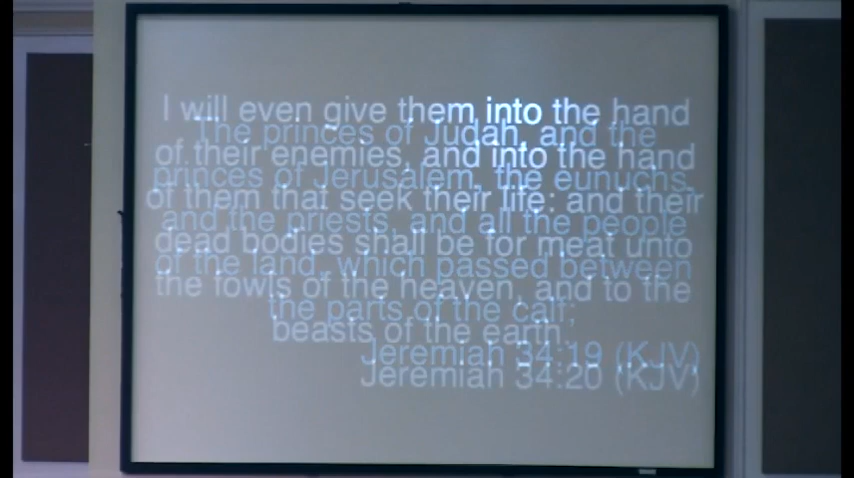 I will even give them into the hand
The princes of Judah, and the
of their enemies, and into the hand
princes of Jerusalem, the eunuchs,
of them that seek their life: and their
and the priests, and all the people
dead bodies shall be for meat unto
of the land, which passed between
the fowls of the heaven, and to the
the parts of the calf;
beasts of the earth.
Jeremiah 34:19 (KJV)
Jeremiah 34:20 (KJV)